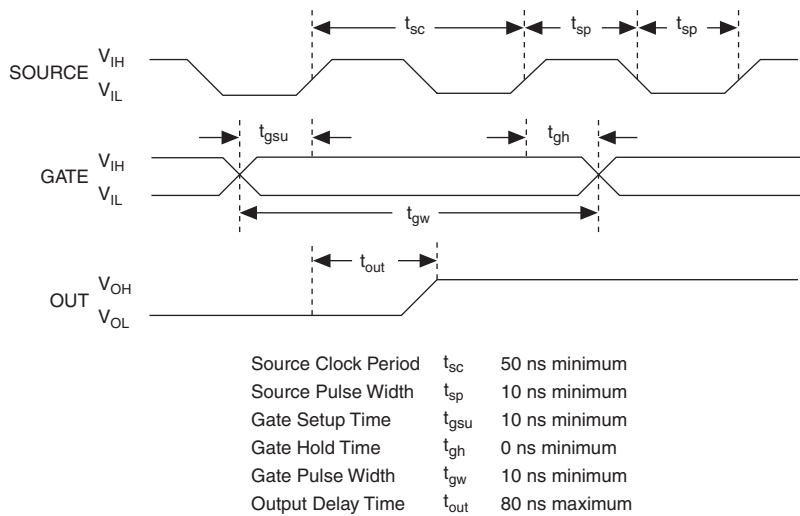 t_sc t_sp t_sp
SOURCE V_IH
V_IL
t_gsu t_gh
GATE V_IH
V_IL
t_gw
t_out
OUT V_OH
V_OL
Source Clock Period t_sc 50 ns minimum
Source Pulse Width t_sp 10 ns minimum
Gate Setup Time t_gsu 10 ns minimum
Gate Hold Time t_gh 0 ns minimum
Gate Pulse Width t_gw 10 ns minimum
Output Delay Time t_out 80 ns maximum